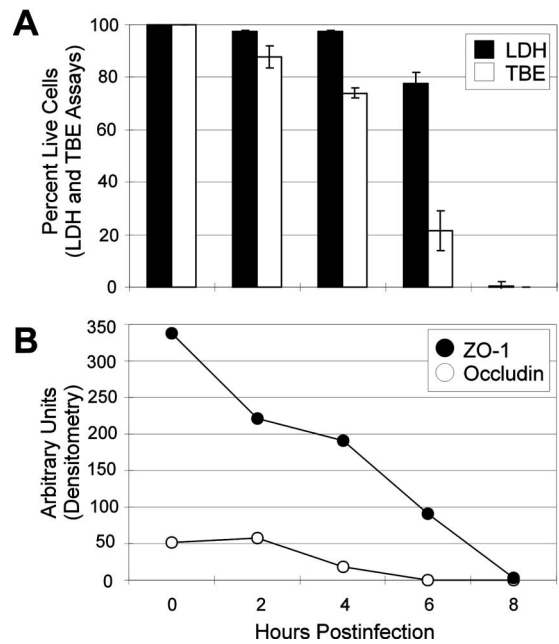 A
Percent Live Cells
(LDH and TBE Assays)
100
80
60
40
20
0
LDH
TBE
B
Arbitrary Units
(Densitometry)
350
300
250
200
150
100
50
0
ZO-1
Occludin
0 2 4 6 8
Hours Postinfection